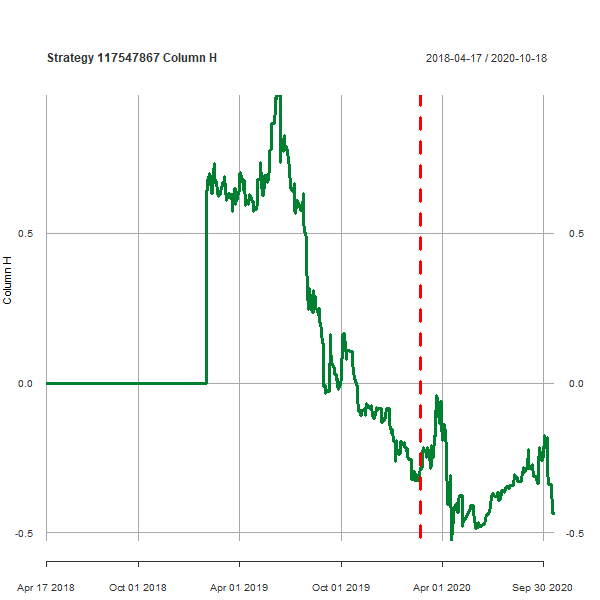 Strategy 117547867 Column H
2018-04-17 / 2020-10-18
0.5
0.5
Column H
0.0
0.0
-0.5
-0.5
Apr 17 2018
Oct 01 2018
Apr 01 2019
Oct 01 2019
Apr 01 2020
Sep 30 2020